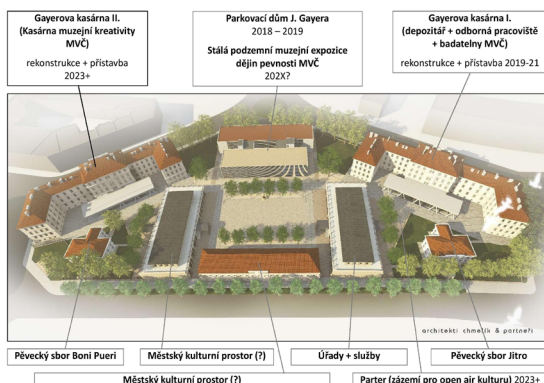 Gayerova kasárna II.
(Kasárna muzejní kreativity
MVČ)
rekonstrukce + přístavba
2023+
Parkovací dům J. Gayera
2018 – 2019
Stálá podzemní muzejní expozice
dějin pevnosti MVČ
202X?
Gayerova kasárna I.
(depozitář + odborná pracoviště
+ badatelny MVČ)
rekonstrukce + přístavba 2019-21
architekti chmelík & partneři
Pěvecký sbor Boni Pueri
Městský kulturní prostor (?)
Úřady + služby
Pěvecký sbor Jitro
Městský kulturní prostor (?)
Parter (zázemí pro open air kulturu) 2023+